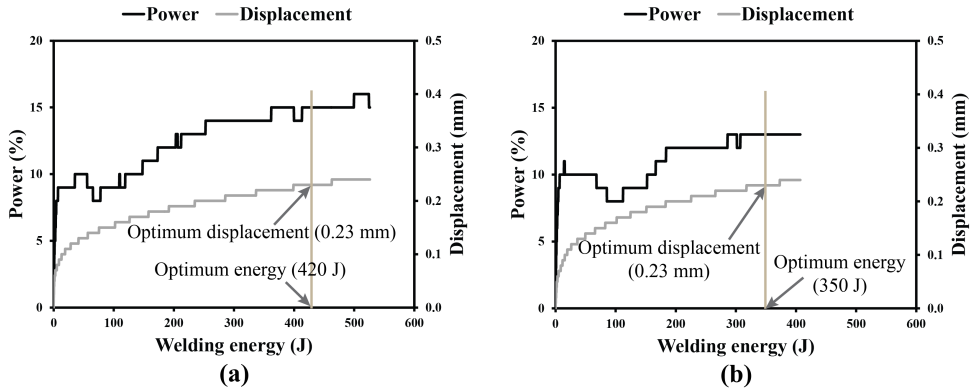 Power Displacement
20
15
10
5
0
0.5
0.4
0.3
0.2
0.1
0.0
0 100 200 300 400 500 600
Power (%)
Displacement (mm)
Welding energy (J)
Optimum displacement (0.23 mm)
Optimum energy (420 J)
(a)
Power Displacement
20
15
10
5
0
0.5
0.4
0.3
0.2
0.1
0.0
0 100 200 300 400 500 600
Power (%)
Displacement (mm)
Welding energy (J)
Optimum displacement
(0.23 mm)
Optimum energy
(350 J)
(b)